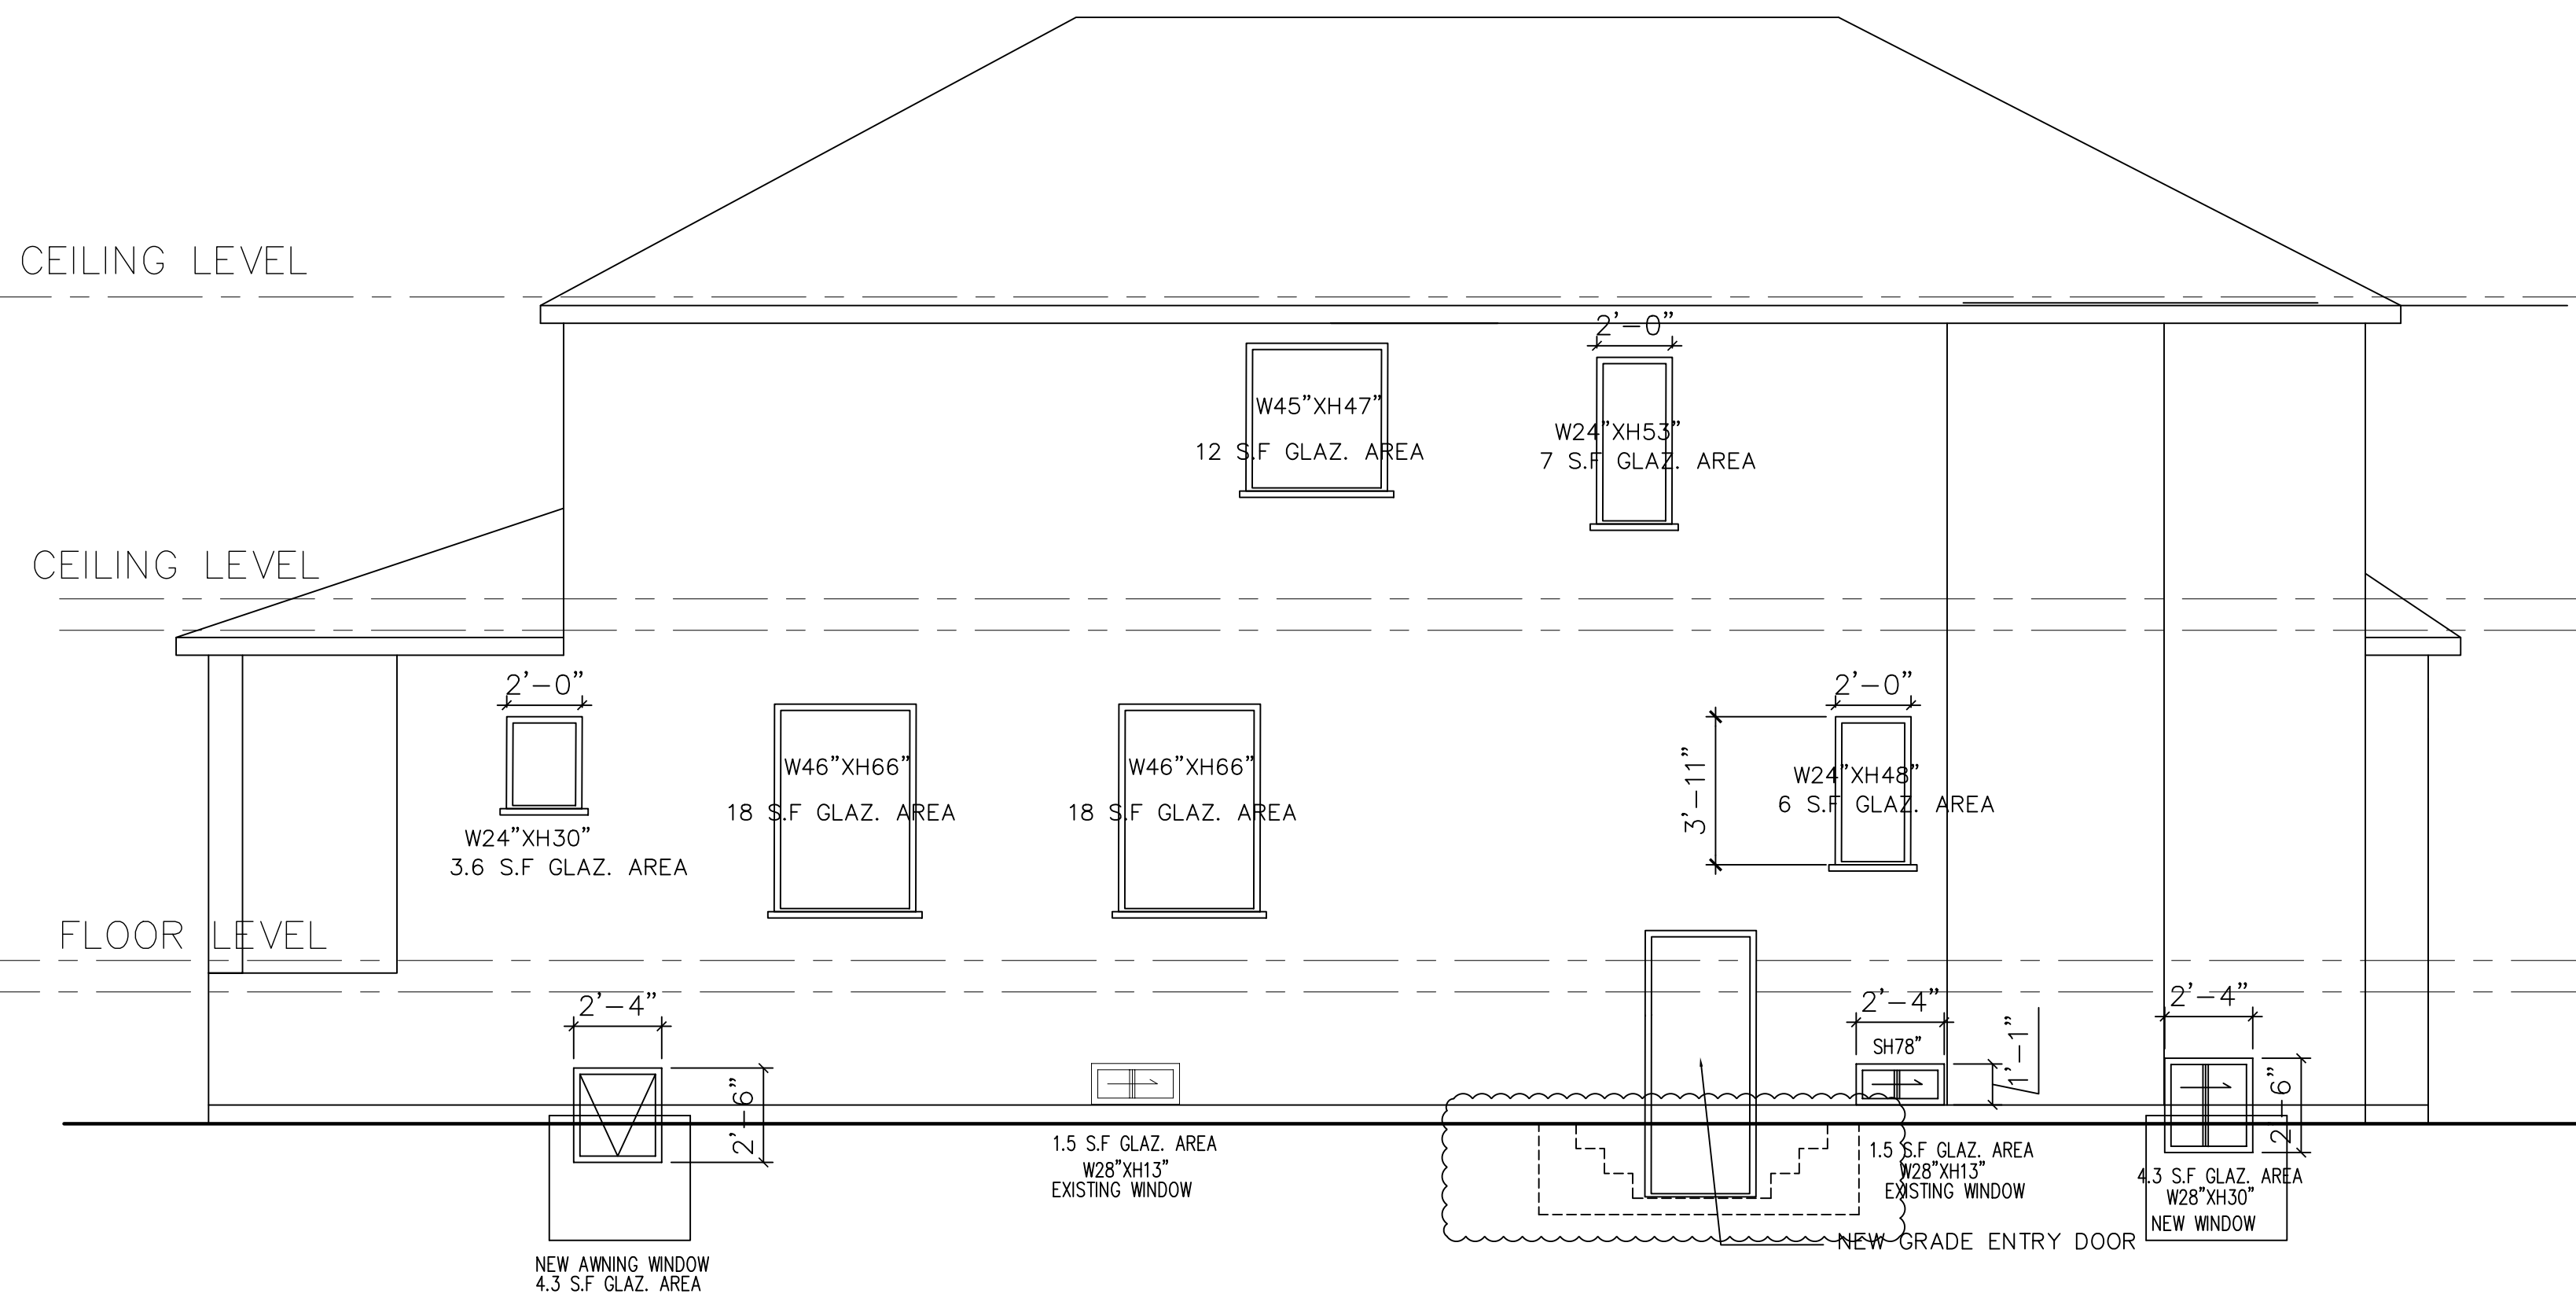 CEILING LEVEL
2'-0"
W45"XH47"
12 S.F GLAZ. AREA
W24"XH53"
7 S.F GLAZ. AREA
CEILING LEVEL
2'-0"
W24"XH30"
3.6 S.F GLAZ. AREA
W46"XH66"
18 S.F GLAZ. AREA
W46"XH66"
18 S.F GLAZ. AREA
3'-11"
2'-0"
W24"XH48"
6 S.F GLAZ. AREA
FLOOR LEVEL
2'-4"
2'-6"
NEW AWNING WINDOW
4.3 S.F GLAZ. AREA
1.5 S.F GLAZ. AREA
W28"XH13"
EXISTING WINDOW
2'-4"
SH78"
1'-1"
1.5 S.F GLAZ. AREA
W28"XH13"
EXISTING WINDOW
NEW GRADE ENTRY DOOR
2'-4"
2'-6"
4.3 S.F GLAZ. AREA
W28"XH30"
NEW WINDOW